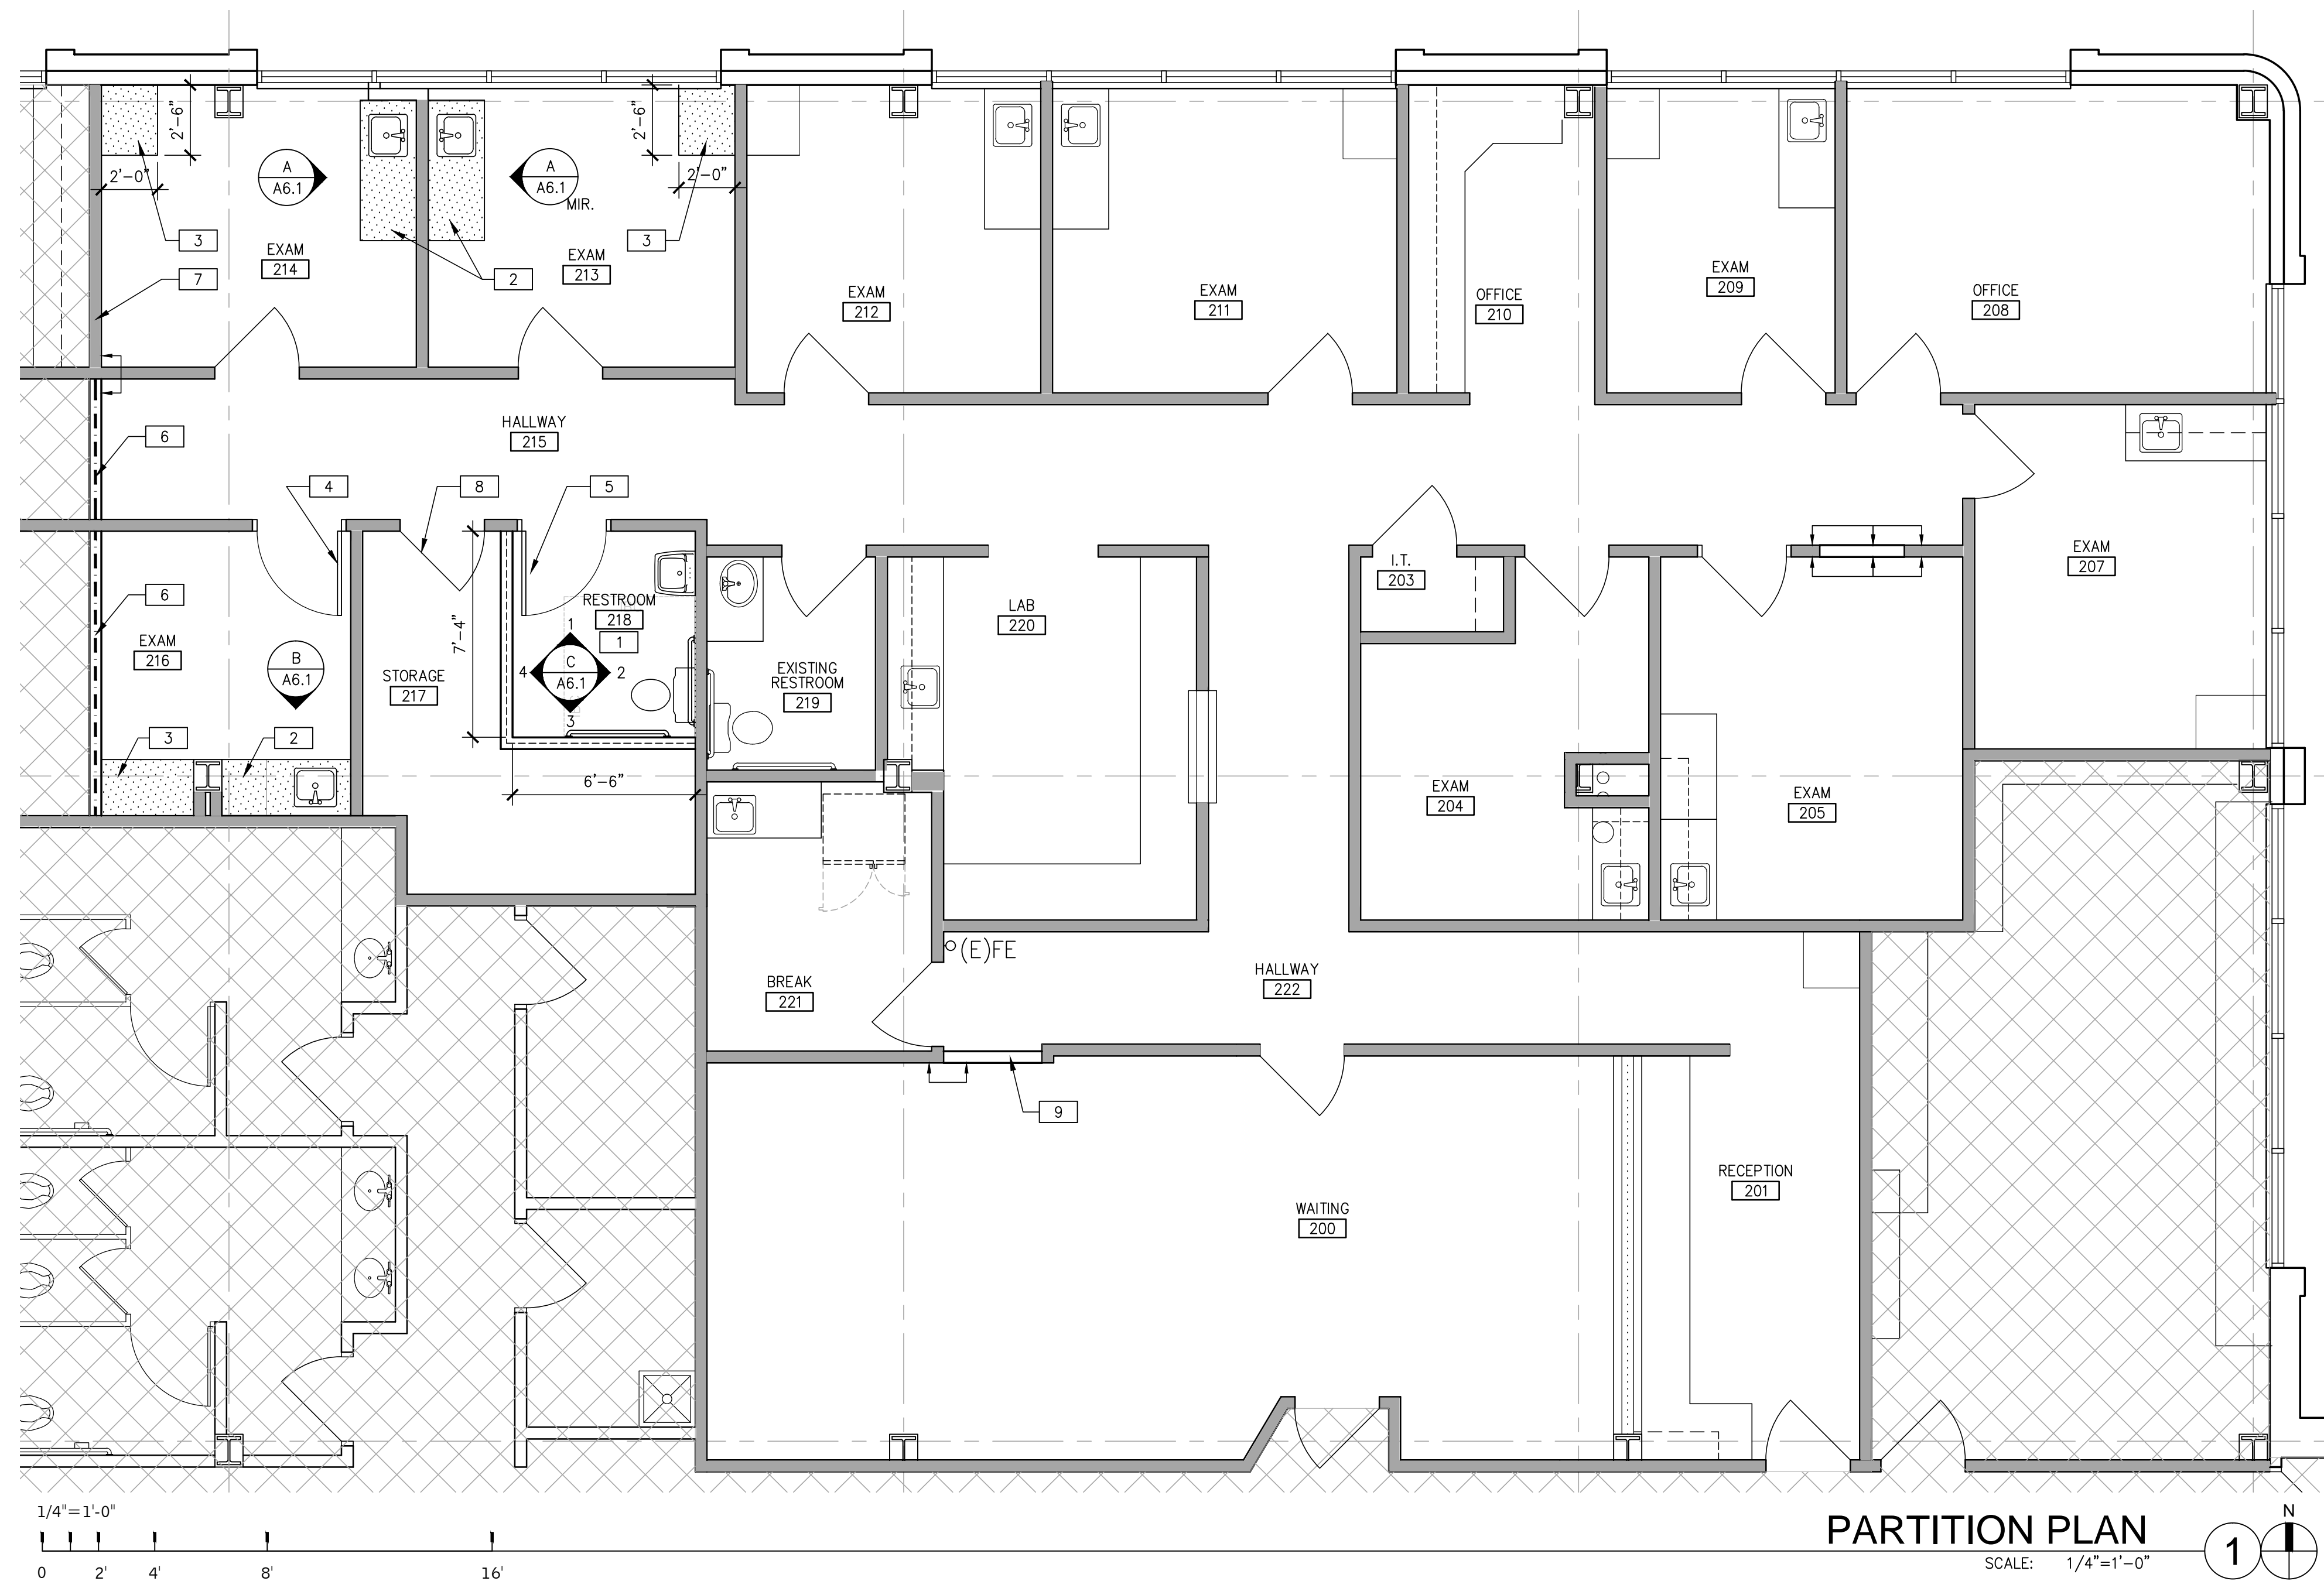 2'-6"
2'-0"
A
A6.1
3
7
EXAM
214
A
A6.1
MIR.
2'-6"
2'-0"
3
EXAM
213
2
EXAM
212
EXAM
211
OFFICE
210
EXAM
209
OFFICE
208
HALLWAY
215
6
4
8
5
6
EXAM
216
B
A6.1
3
2
STORAGE
217
7'-4"
RESTROOM
218
1
1
C
A6.1
4
2
3
6'-6"
EXISTING
RESTROOM
219
LAB
220
I.T.
203
EXAM
204
EXAM
205
EXAM
207
(E)FE
BREAK
221
HALLWAY
222
9
WAITING
200
RECEPTION
201
1/4"=1'-0"
0 2' 4' 8' 16'
PARTITION PLAN
SCALE: 1/4"=1'-0"
1
N